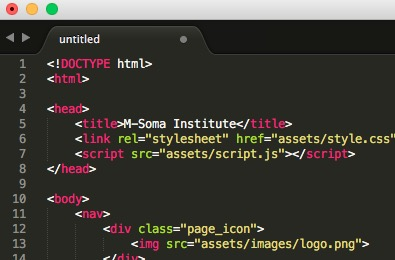 untitled
1 <!DOCTYPE html>
2 <html>
3
4 <head>
5 <title>M-Soma Institute</title>
6 <link rel="stylesheet" href="assets/style.css"
7 <script src="assets/script.js"></script>
8 </head>
9
10 <body>
11 <nav>
12 <div class="page_icon">
13 <img src="assets/images/logo.png">
14 </div>